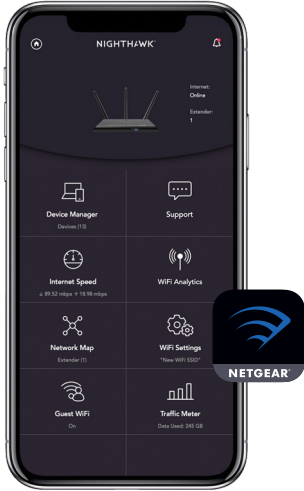 NIGHTHAWK
Internet:
Online
Extender:
1
Device Manager
Devices (13)
Support
Internet Speed
↓ 89.52 mbps ↑ 18.98 mbps
WiFi Analytics
Network Map
Extender (1)
WiFi Settings
"New WiFi SSID"
Guest WiFi
On
Traffic Meter
Data Used: 245 GB
NETGEAR®